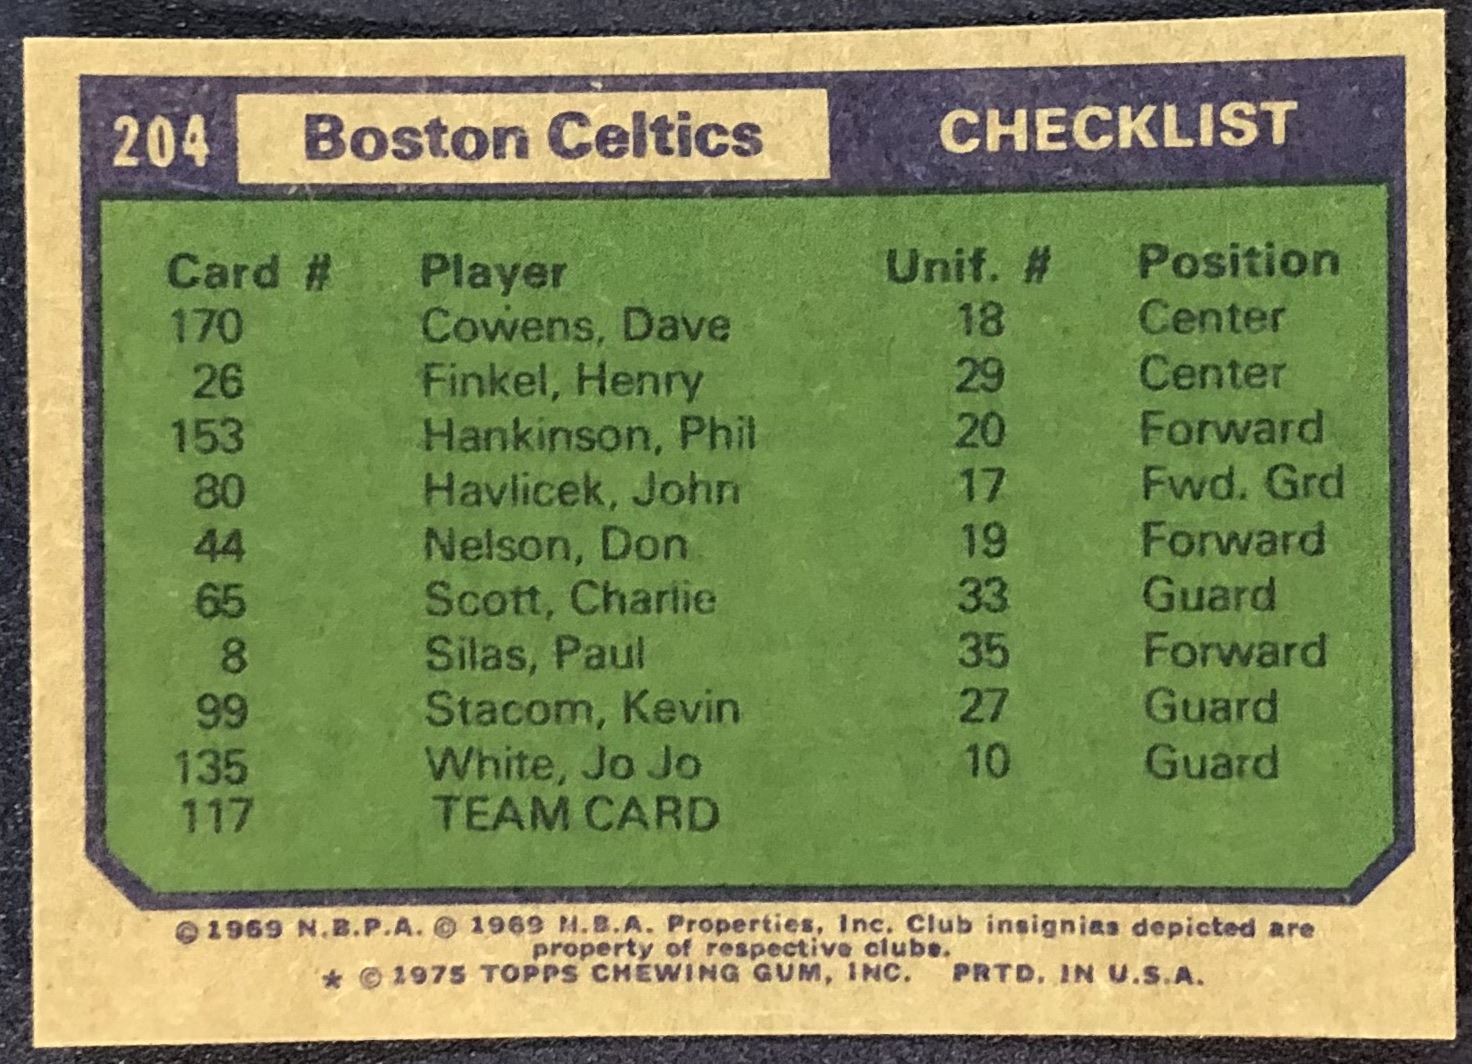 204 Boston Celtics CHECKLIST
Card # Player Unif. # Position
170 Cowens, Dave 18 Center
26 Finkel, Henry 29 Center
153 Hankinson, Phil 20 Forward
80 Havlicek, John 17 Fwd. Grd
44 Nelson, Don 19 Forward
65 Scott, Charlie 33 Guard
8 Silas, Paul 35 Forward
99 Stacom, Kevin 27 Guard
135 White, Jo Jo 10 Guard
117 TEAM CARD
© 1969 N.B.P.A. © 1969 N.B.A. Properties, Inc. Club insignias depicted are
property of respective clubs.
* © 1975 TOPPS CHEWING GUM, INC. PRTD. IN U.S.A.